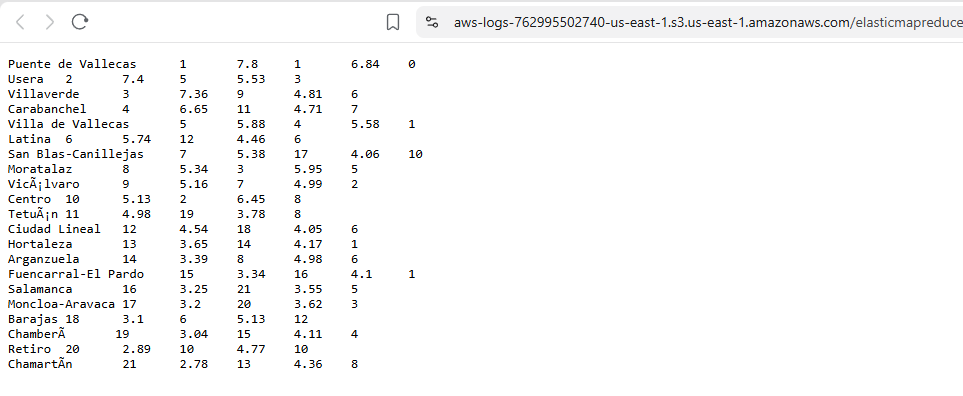 aws-logs-762995502740-us-east-1.s3.us-east-1.amazonaws.com/elasticmapreduce
Puente de Vallecas 1 7.8 1 6.84 0
Usera 2 7.4 5 5.53 3
Villaverde 3 7.36 9 4.81 6
Carabanchel 4 6.65 11 4.71 7
Villa de Vallecas 5 5.88 4 5.58 1
Latina 6 5.74 12 4.46 6
San Blas-Canillejas 7 5.38 17 4.06 10
Moratalaz 8 5.34 3 5.95 5
VicÃ¡lvaro 9 5.16 7 4.99 2
Centro 10 5.13 2 6.45 8
TetuÃ¡n 11 4.98 19 3.78 8
Ciudad Lineal 12 4.54 18 4.05 6
Hortaleza 13 3.65 14 4.17 1
Arganzuela 14 3.39 8 4.98 6
Fuencarral-El Pardo 15 3.34 16 4.1 1
Salamanca 16 3.25 21 3.55 5
Moncloa-Aravaca 17 3.2 20 3.62 3
Barajas 18 3.1 6 5.13 12
ChamberÃ 19 3.04 15 4.11 4
Retiro 20 2.89 10 4.77 10
ChamartÃn 21 2.78 13 4.36 8